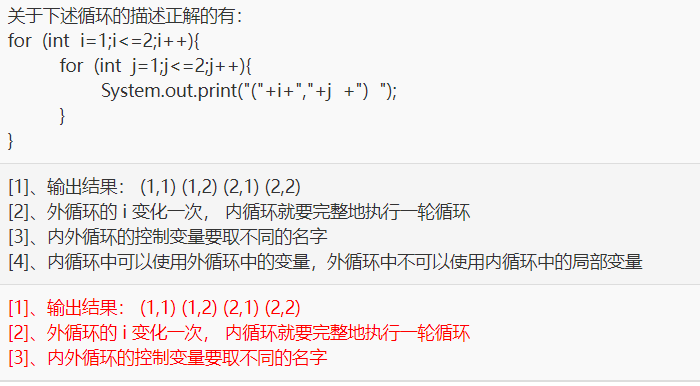 关于下述循环的描述正解的有：
for (int i=1;i<=2;i++){
for (int j=1;j<=2;j++){
System.out.print("("+i+","+j +") ");
}
}
[1]、输出结果： (1,1) (1,2) (2,1) (2,2)
[2]、外循环的 i 变化一次， 内循环就要完整地执行一轮循环
[3]、内外循环的控制变量要取不同的名字
[4]、内循环中可以使用外循环中的变量，外循环中不可以使用内循环中的局部变量
[1]、输出结果： (1,1) (1,2) (2,1) (2,2)
[2]、外循环的 i 变化一次， 内循环就要完整地执行一轮循环
[3]、内外循环的控制变量要取不同的名字